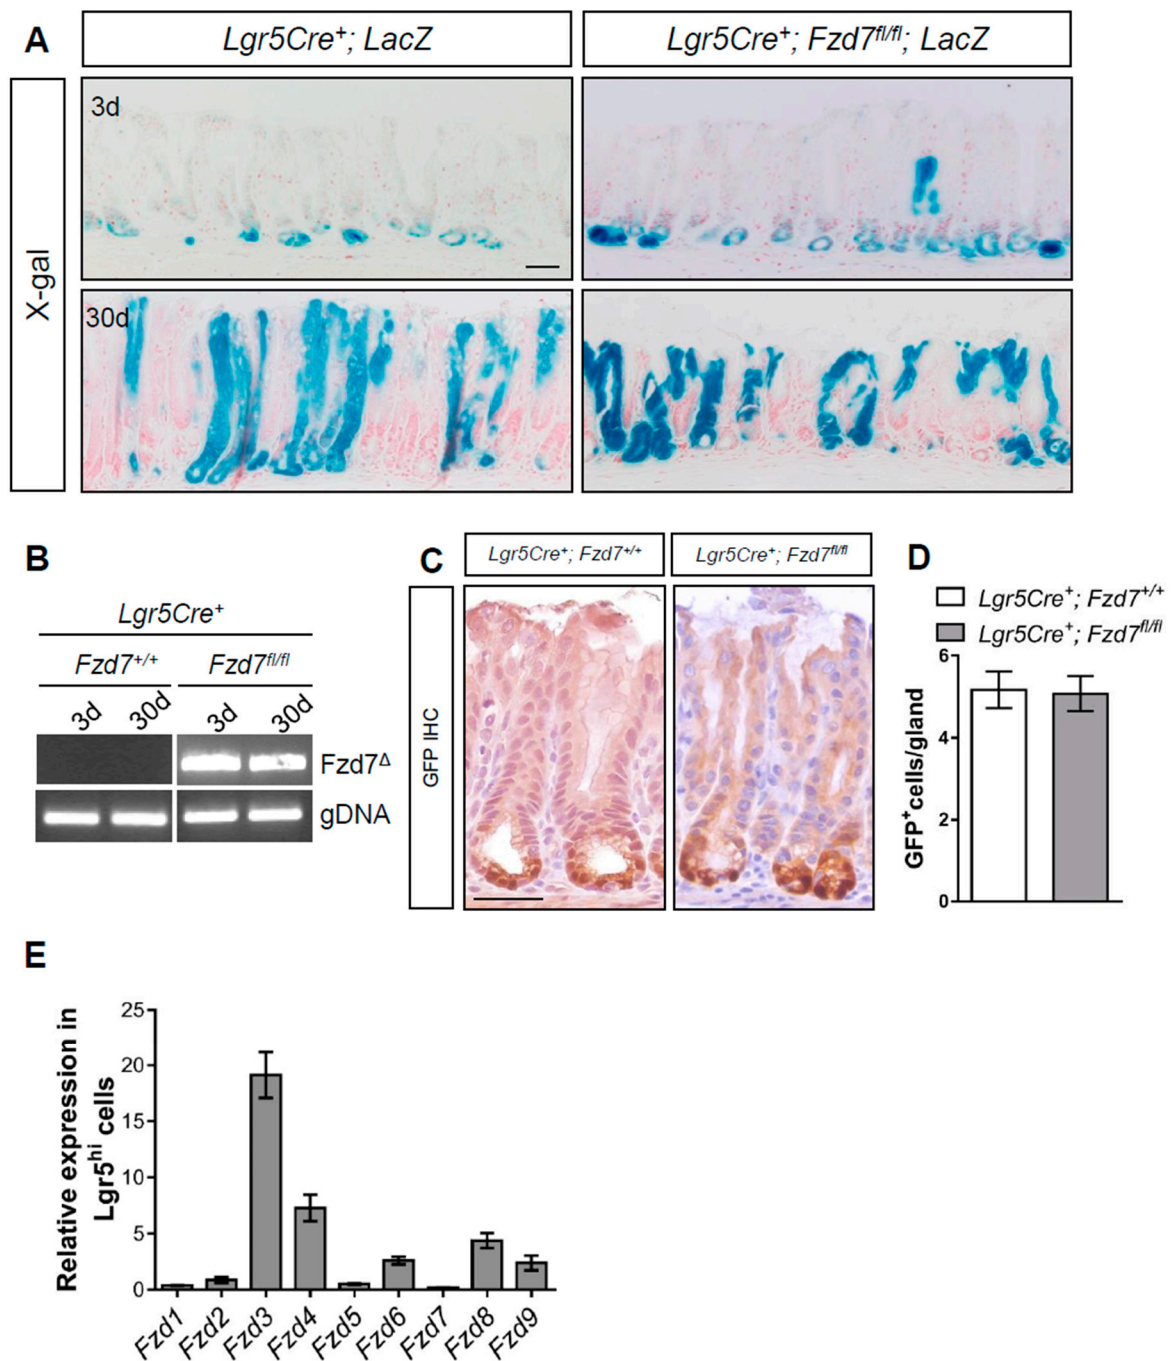 A
Lgr5Cre⁺; LacZ
Lgr5Cre⁺; Fzd7ᶠˡ/ᶠˡ; LacZ
X-gal
3d
30d
B
Lgr5Cre⁺
Fzd7⁺/⁺
Fzd7ᶠˡ/ᶠˡ
3d
30d
3d
30d
Fzd7ᐃ
gDNA
C
Lgr5Cre⁺; Fzd7⁺/⁺
Lgr5Cre⁺; Fzd7ᶠˡ/ᶠˡ
GFP IHC
D
Lgr5Cre⁺; Fzd7⁺/⁺
Lgr5Cre⁺; Fzd7ᶠˡ/ᶠˡ
GFP⁺cells/gland
6
4
2
0
E
Relative expression in
Lgr5ʰⁱ cells
25
20
15
10
5
0
Fzd1
Fzd2
Fzd3
Fzd4
Fzd5
Fzd6
Fzd7
Fzd8
Fzd9